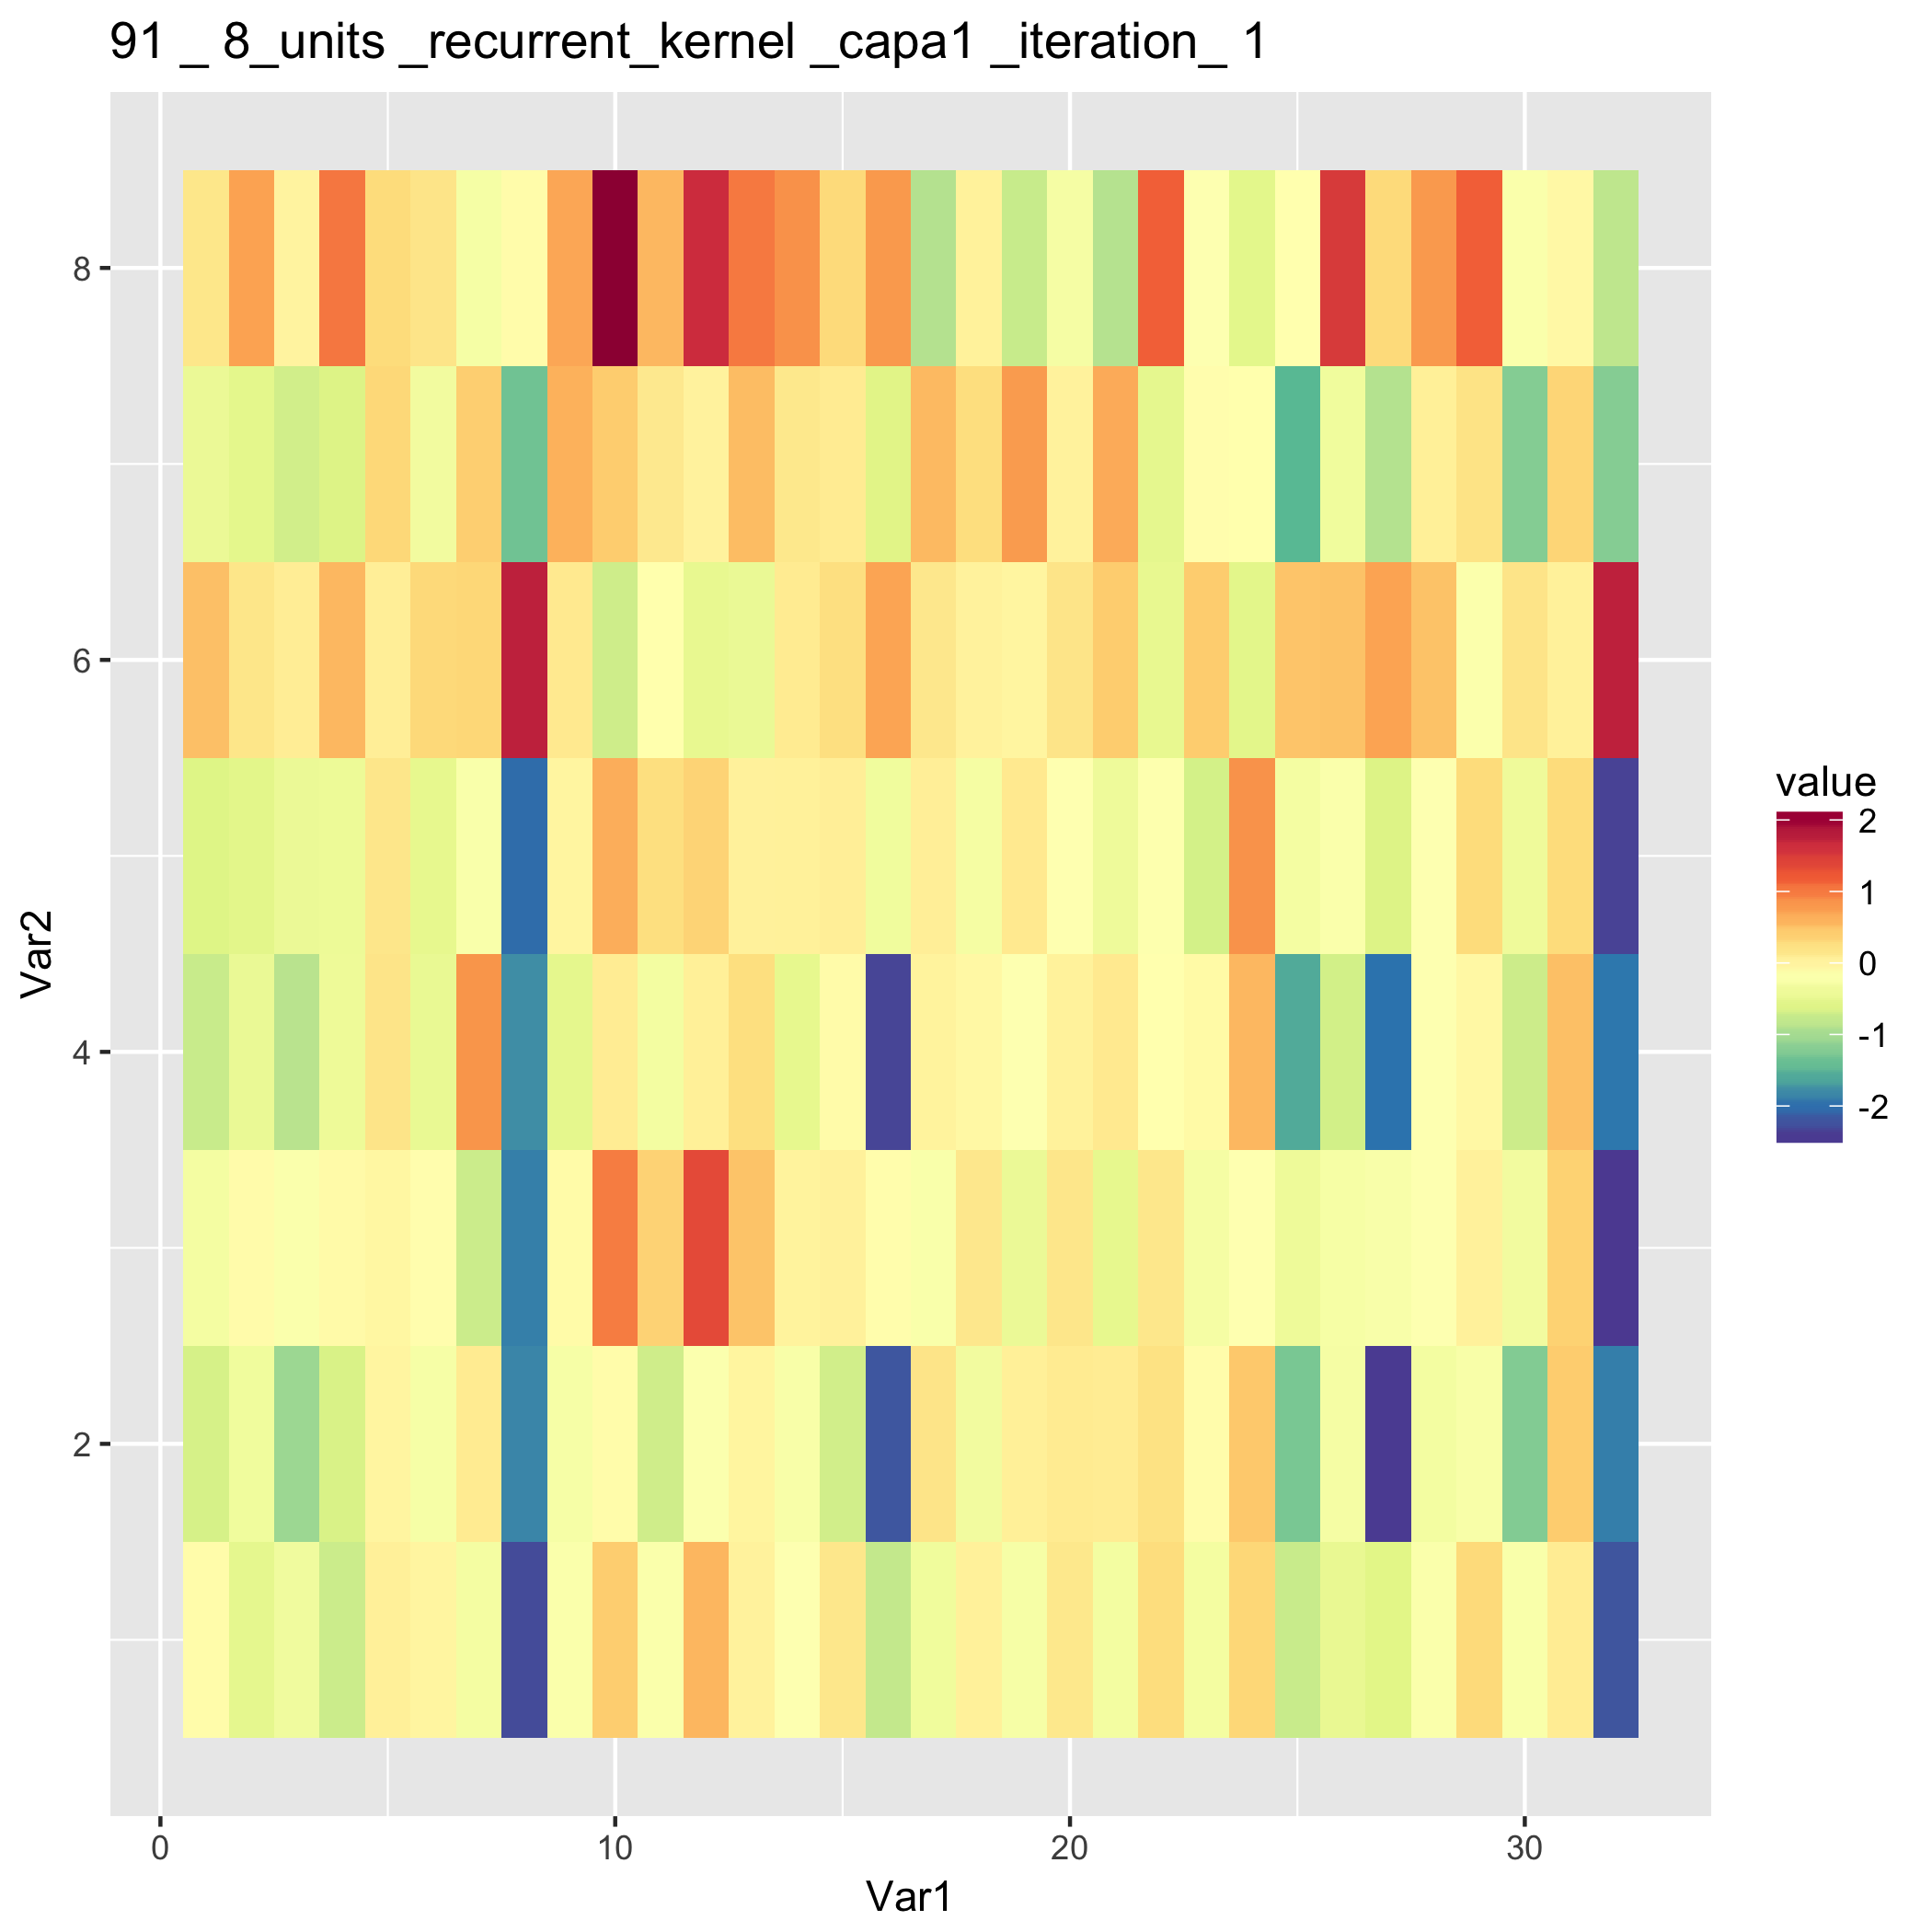 91 _ 8_units _recurrent_kernel _capa1 _iteration_ 1
8
6
4
2
Var2
0 10 20 30
Var1
value
2
1
0
-1
-2